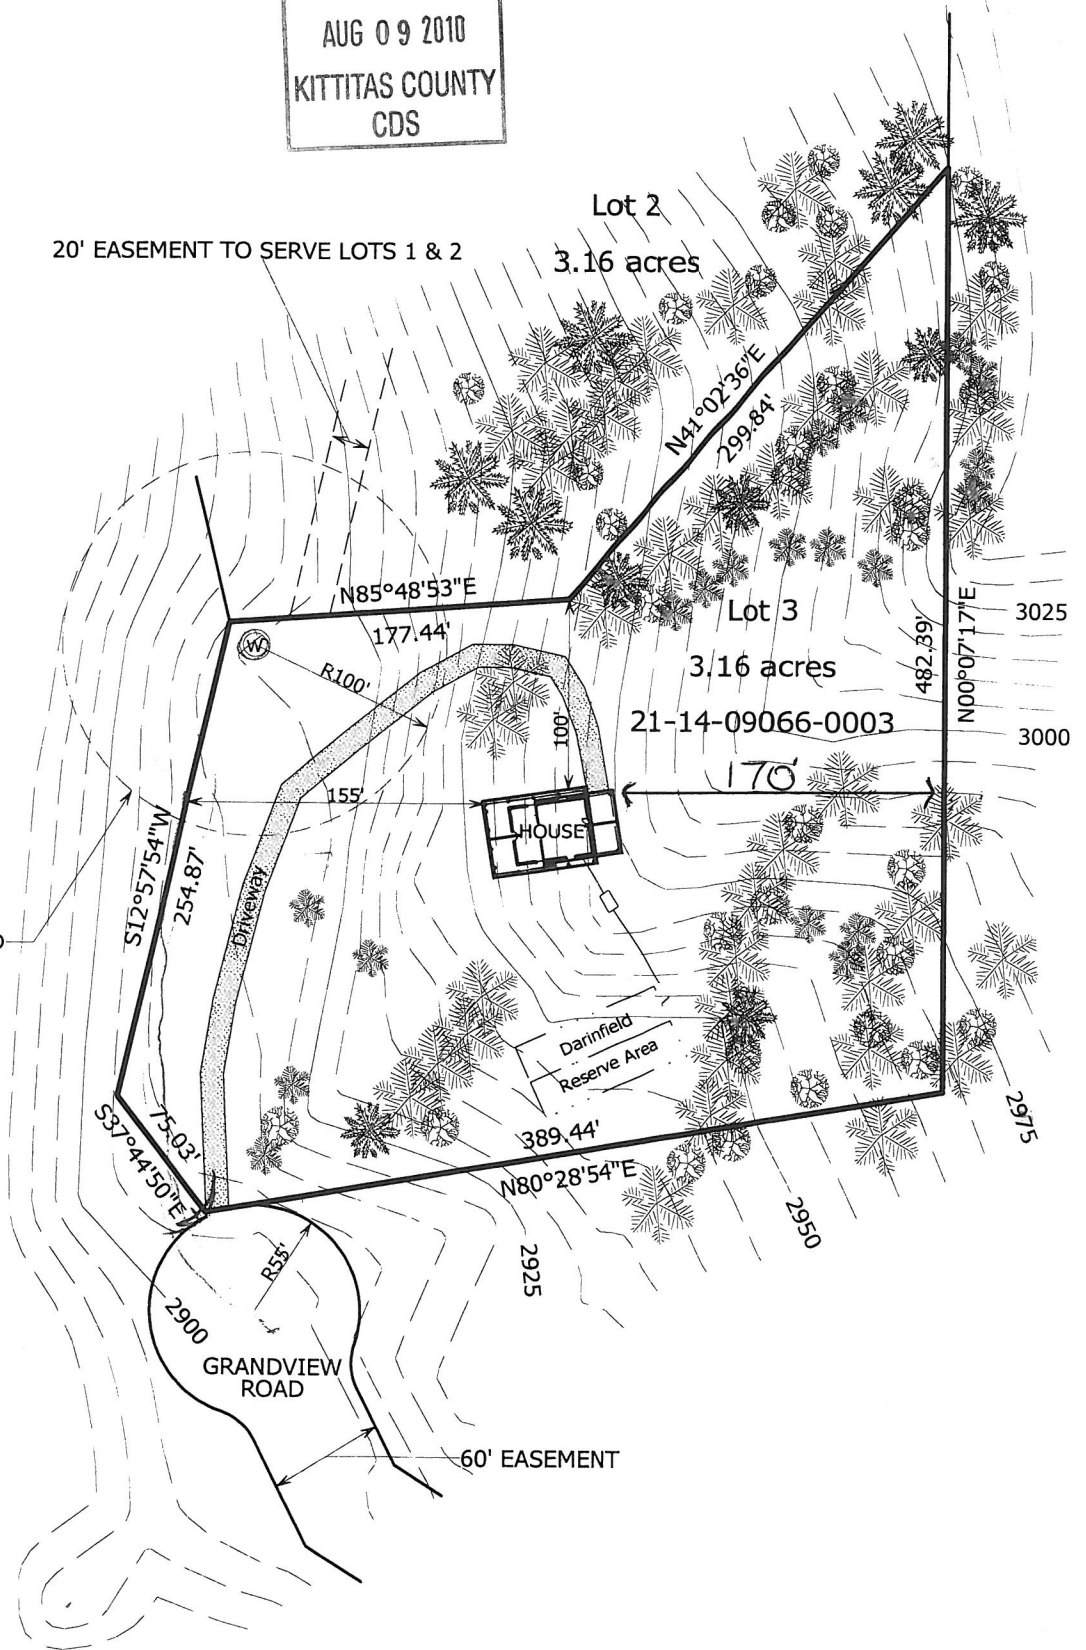 AUG 09 2010
KITTITAS COUNTY
CDS
Lot 2
3.16 acres
20' EASEMENT TO SERVE LOTS 1 & 2
N41°02'36"E
299.84'
N85°48'53"E
177.44'
W
R100'
Lot 3
3.16 acres
21-14-09066-0003
482.39'
N00°07'17"E
3025
3000
100'
170'
155'
HOUSE
S12°57'54"W
254.87'
Driveway
Darinfield
Reserve Area
75.03'
S37°44'50"E
389.44'
N80°28'54"E
2975
2950
2925
2900
R55'
GRANDVIEW
ROAD
60' EASEMENT